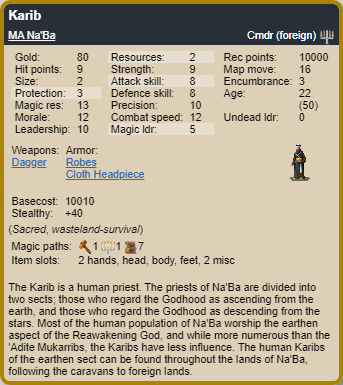 Karib
MA Na'Ba Cmdr (foreign)
Gold: 80 Resources: 2 Rec points: 10000
Hit points: 9 Strength: 9 Map move: 16
Size: 2 Attack skill: 8 Encumbrance: 3
Protection: 3 Defence skill: 8 Age: 22
Magic res: 13 Precision: 10 (50)
Morale: 12 Combat speed: 12 Undead ldr: 0
Leadership: 10 Magic ldr: 5
Weapons: Armor:
Dagger Robes
Cloth Headpiece
Basecost: 10010
Stealthy: +40
(Sacred, wasteland-survival)
Magic paths: 1 1 7
Item slots: 2 hands, head, body, feet, 2 misc
The Karib is a human priest. The priests of Na'Ba are divided into
two sects; those who regard the Godhood as ascending from the
earth, and those who regard the Godhood as descending from the
stars. Most of the human population of Na'Ba worship the earthen
aspect of the Reawakening God, and while more numerous than the
'Adite Mukarribs, the Karibs have less influence. The human Karibs
of the earthen sect can be found throughout the lands of Na'Ba,
following the caravans to foreign lands.